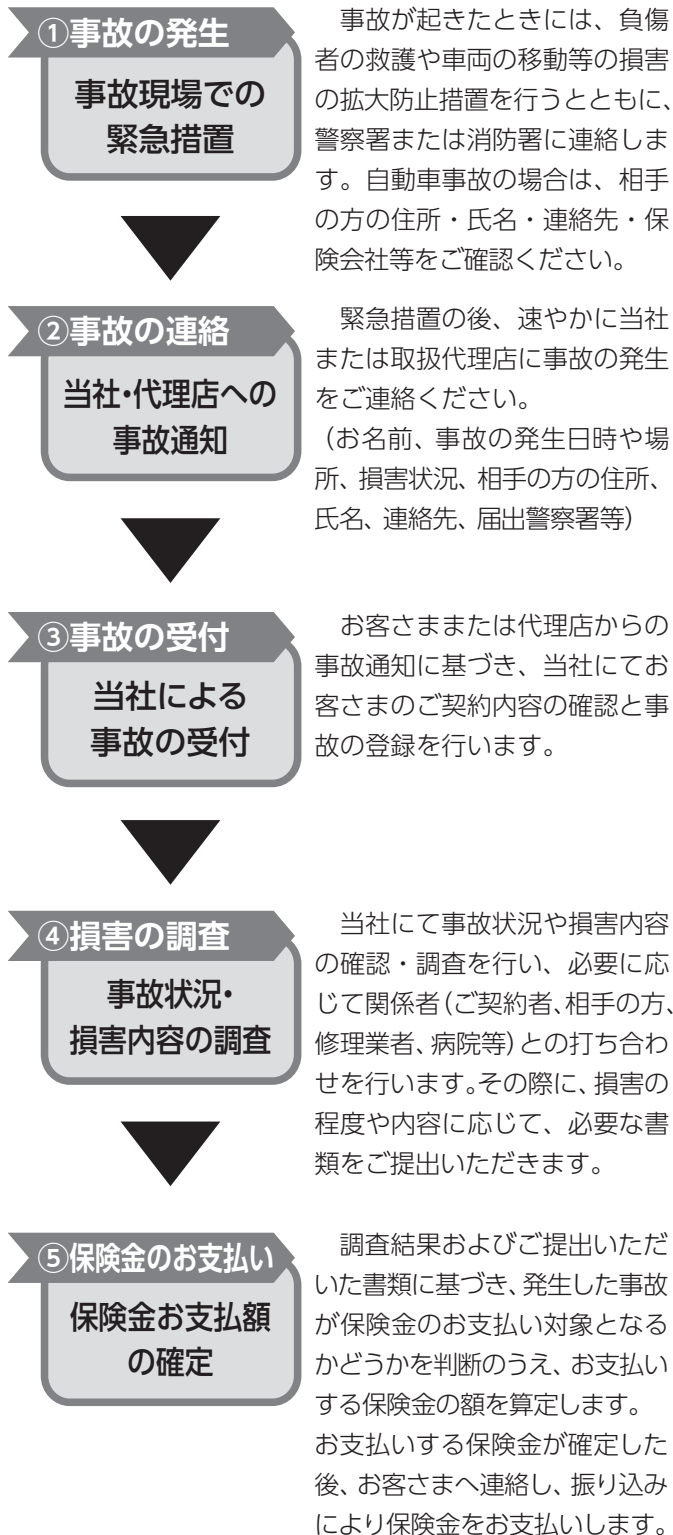 ①事故の発生
事故現場での
緊急措置
　事故が起きたときには、負傷
者の救護や車両の移動等の損害
の拡大防止措置を行うとともに、
警察署または消防署に連絡しま
す。自動車事故の場合は、相手
の方の住所・氏名・連絡先・保
険会社等をご確認ください。
②事故の連絡
当社・代理店への
事故通知
　緊急措置の後、速やかに当社
または取扱代理店に事故の発生
をご連絡ください。
（お名前、事故の発生日時や場
所、損害状況、相手の方の住所、
氏名、連絡先、届出警察署等）
③事故の受付
当社による
事故の受付
　お客さままたは代理店からの
事故通知に基づき、当社にてお
客さまのご契約内容の確認と事
故の登録を行います。
④損害の調査
事故状況・
損害内容の調査
　当社にて事故状況や損害内容
の確認・調査を行い、必要に応
じて関係者（ご契約者、相手の方、
修理業者、病院等）との打ち合わ
せを行います。その際に、損害の
程度や内容に応じて、必要な書
類をご提出いただきます。
⑤保険金のお支払い
保険金お支払額
の確定
　調査結果およびご提出いただ
いた書類に基づき、発生した事故
が保険金のお支払い対象となる
かどうかを判断のうえ、お支払い
する保険金の額を算定します。
お支払いする保険金が確定した
後、お客さまへ連絡し、振り込み
により保険金をお支払いします。